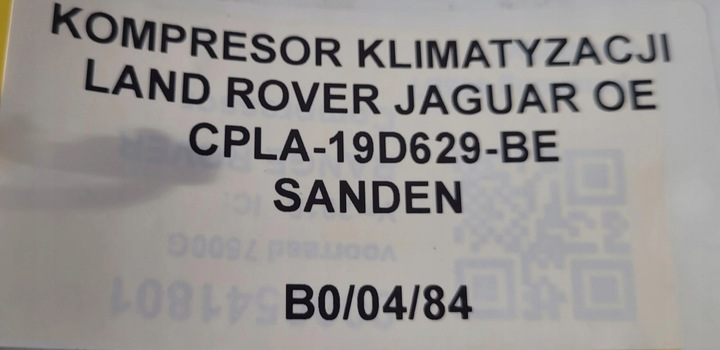 KOMPRESOR KLIMATYZACJI
LAND ROVER JAGUAR OE
CPLA-19D629-BE
SANDEN
B0/04/84